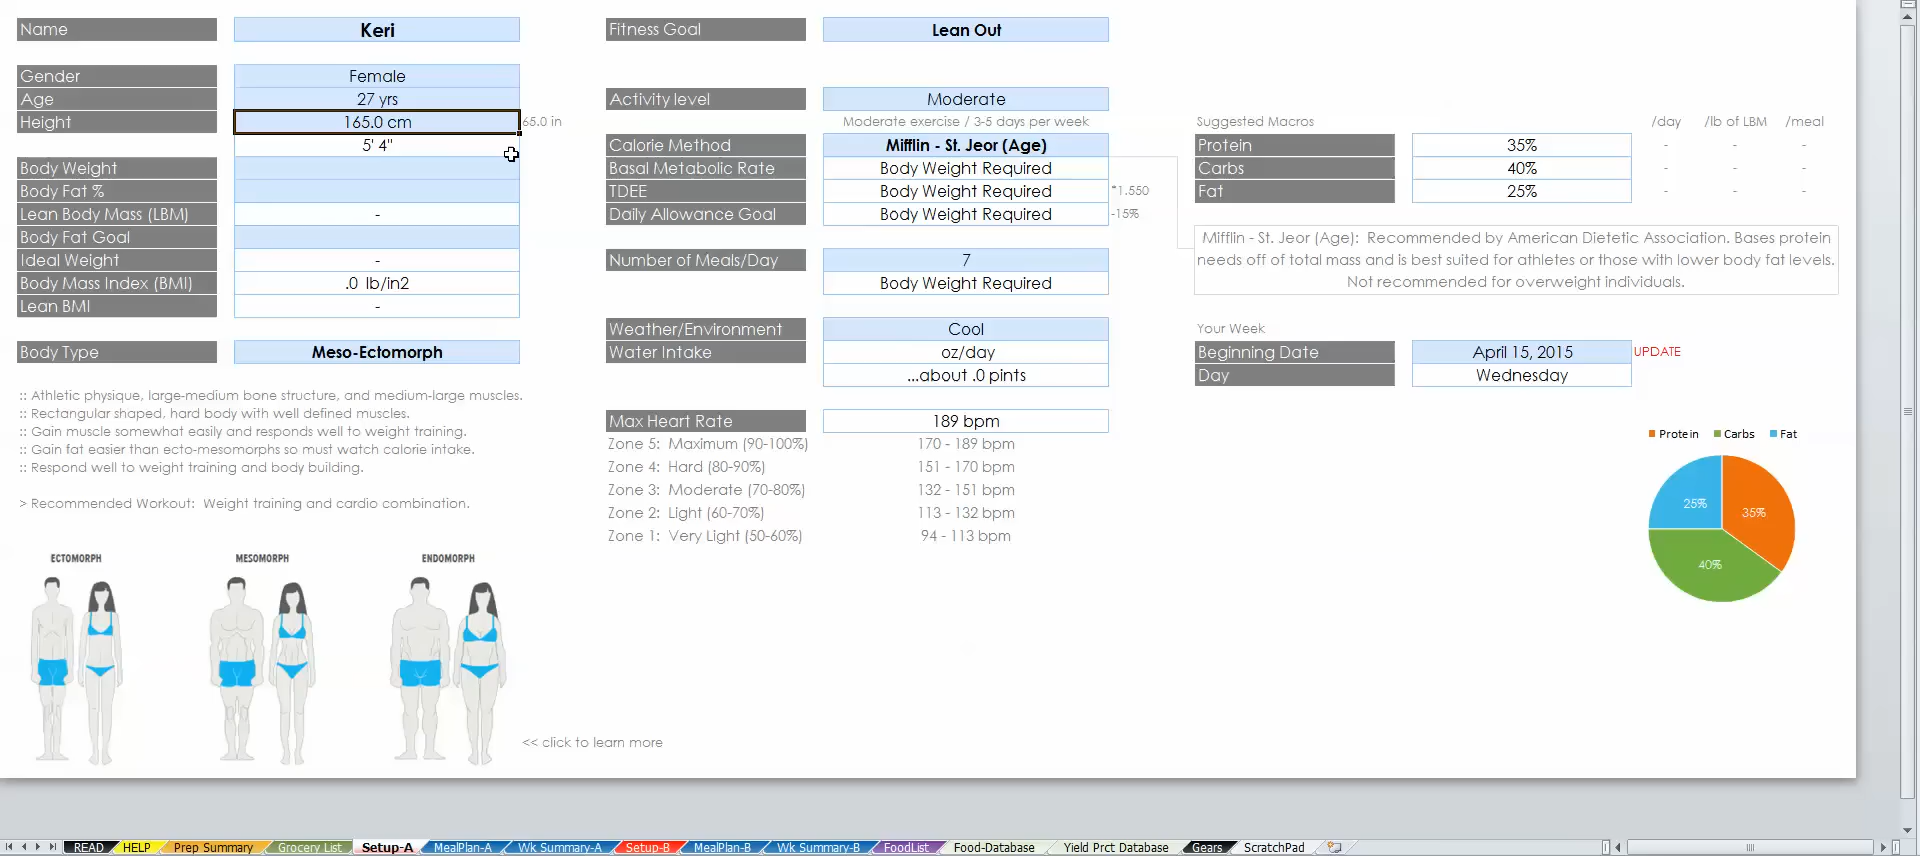 Name Keri Fitness Goal Lean Out
Gender Female
Age 27 yrs Activity level Moderate
Height 165.0 cm 65.0 in Moderate exercise / 3-5 days per week Suggested Macros /day /lb of LBM /meal
5' 4" Calorie Method Mifflin - St. Jeor (Age) Protein 35% - - -
Body Weight Basal Metabolic Rate Body Weight Required Carbs 40% - - -
Body Fat % TDEE Body Weight Required *1.550 Fat 25% - - -
Lean Body Mass (LBM) - Daily Allowance Goal Body Weight Required -15%
Body Fat Goal Mifflin - St. Jeor (Age): Recommended by American Dietetic Association. Bases protein
Ideal Weight - Number of Meals/Day 7 needs off of total mass and is best suited for athletes or those with lower body fat levels.
Body Mass Index (BMI) .0 lb/in2 Body Weight Required Not recommended for overweight individuals.
Lean BMI -
Weather/Environment Cool Your Week
Body Type Meso-Ectomorph Water Intake oz/day Beginning Date April 15, 2015 UPDATE
...about .0 pints Day Wednesday
:: Athletic physique, large-medium bone structure, and medium-large muscles.
:: Rectangular shaped, hard body with well defined muscles.
:: Gain muscle somewhat easily and responds well to weight training.
:: Gain fat easier than ecto-mesomorphs so must watch calorie intake.
:: Respond well to weight training and body building.
> Recommended Workout: Weight training and cardio combination.
Max Heart Rate 189 bpm
Zone 5: Maximum (90-100%) 170 - 189 bpm
Zone 4: Hard (80-90%) 151 - 170 bpm
Zone 3: Moderate (70-80%) 132 - 151 bpm
Zone 2: Light (60-70%) 113 - 132 bpm
Zone 1: Very Light (50-60%) 94 - 113 bpm
Protein Carbs Fat
25% 35%
40%
ECTOMORPH MESOMORPH ENDOMORPH
<< click to learn more
READ HELP Prep Summary Grocery List Setup-A MealPlan-A Wk Summary-A Setup-B MealPlan-B Wk Summary-B FoodList Food-Database Yield Prct Database Gears ScratchPad